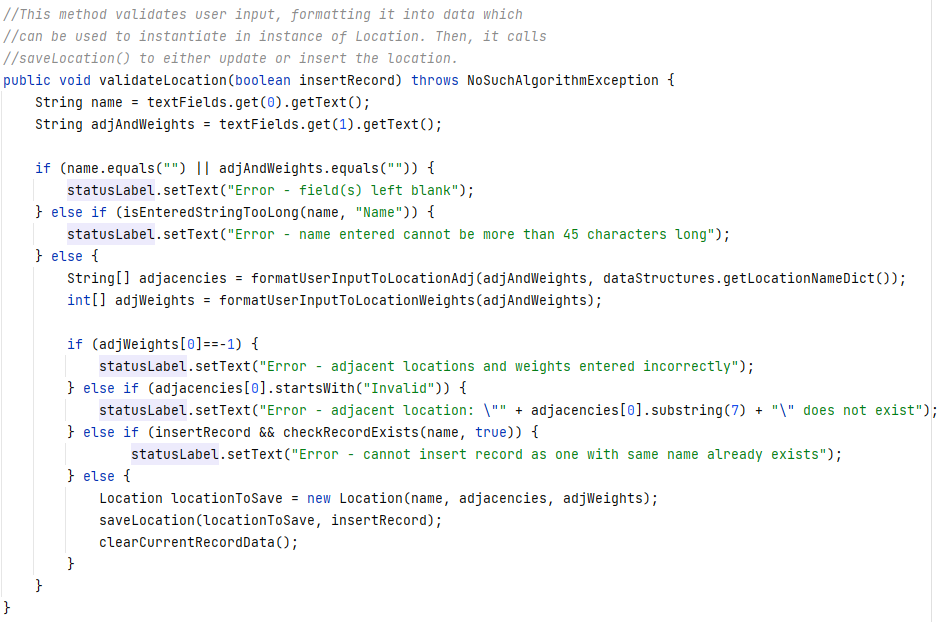 //This method validates user input, formatting it into data which
//can be used to instantiate in instance of Location. Then, it calls
//saveLocation() to either update or insert the location.
public void validateLocation(boolean insertRecord) throws NoSuchAlgorithmException {
    String name = textFields.get(0).getText();
    String adjAndWeights = textFields.get(1).getText();

    if (name.equals("") || adjAndWeights.equals("")) {
        statusLabel.setText("Error - field(s) left blank");
    } else if (isEnteredStringTooLong(name, "Name")) {
        statusLabel.setText("Error - name entered cannot be more than 45 characters long");
    } else {
        String[] adjacencies = formatUserInputToLocationAdj(adjAndWeights, dataStructures.getLocationNameDict());
        int[] adjWeights = formatUserInputToLocationWeights(adjAndWeights);

        if (adjWeights[0]==-1) {
            statusLabel.setText("Error - adjacent locations and weights entered incorrectly");
        } else if (adjacencies[0].startsWith("Invalid")) {
            statusLabel.setText("Error - adjacent location: \"" + adjacencies[0].substring(7) + "\" does not exist");
        } else if (insertRecord && checkRecordExists(name, true)) {
                statusLabel.setText("Error - cannot insert record as one with same name already exists");
        } else {
            Location locationToSave = new Location(name, adjacencies, adjWeights);
            saveLocation(locationToSave, insertRecord);
            clearCurrentRecordData();
        }
    }
}